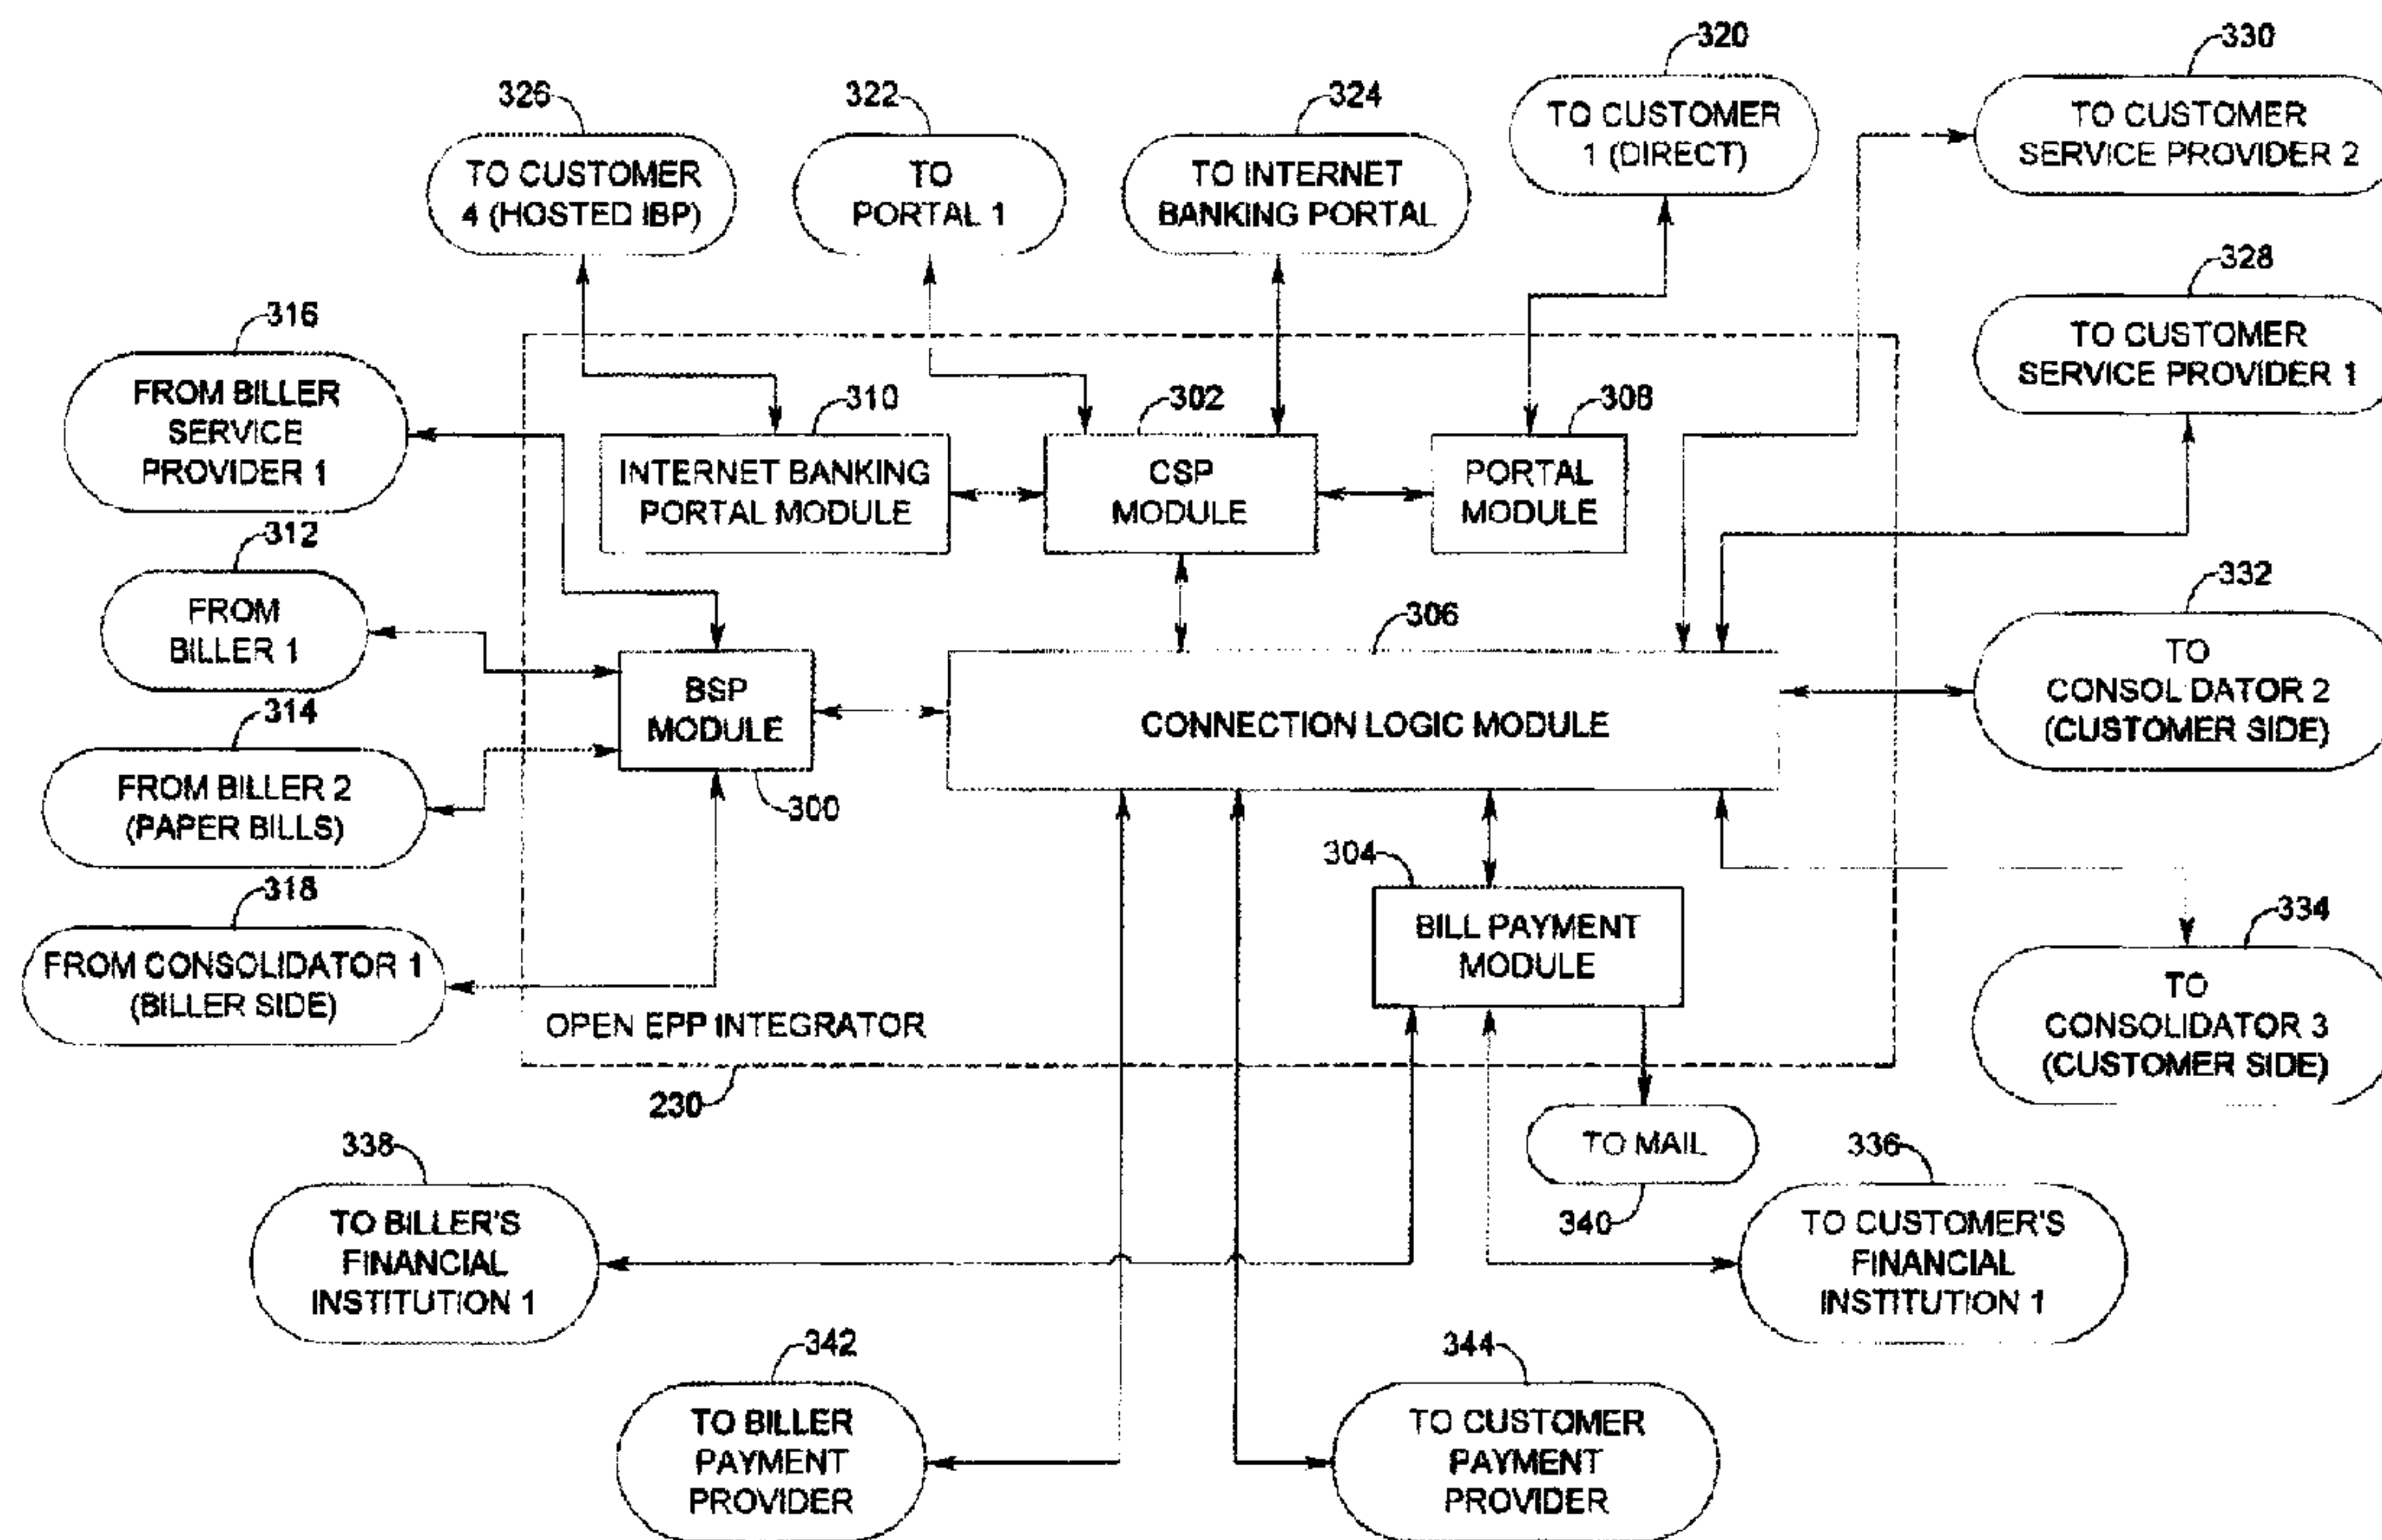 320
330
326
322
324
TO CUSTOMER
4 (HOSTED IBP)
TO
PORTAL 1
TO INTERNET
BANKING PORTAL
TO CUSTOMER
1 (DIRECT)
TO CUSTOMER
SERVICE PROVIDER 2
328
316
TO CUSTOMER
SERVICE PROVIDER 1
FROM BILLER
SERVICE
PROVIDER 1
310
302
308
INTERNET BANKING
PORTAL MODULE
CSP
MODULE
PORTAL
MODULE
312
332
FROM
BILLER 1
306
BSP
MODULE
CONNECTION LOGIC MODULE
TO
CONSOLIDATOR 2
(CUSTOMER SIDE)
314
FROM BILLER 2
(PAPER BILLS)
300
304
318
BILL PAYMENT
MODULE
334
FROM CONSOLIDATOR 1
(BILLER SIDE)
OPEN EPP INTEGRATOR
TO
CONSOLIDATOR 3
(CUSTOMER SIDE)
230
338
TO MAIL
336
340
TO BILLER'S
FINANCIAL
INSTITUTION 1
TO CUSTOMER'S
FINANCIAL
INSTITUTION 1
342
344
TO BILLER
PAYMENT
PROVIDER
TO CUSTOMER
PAYMENT
PROVIDER